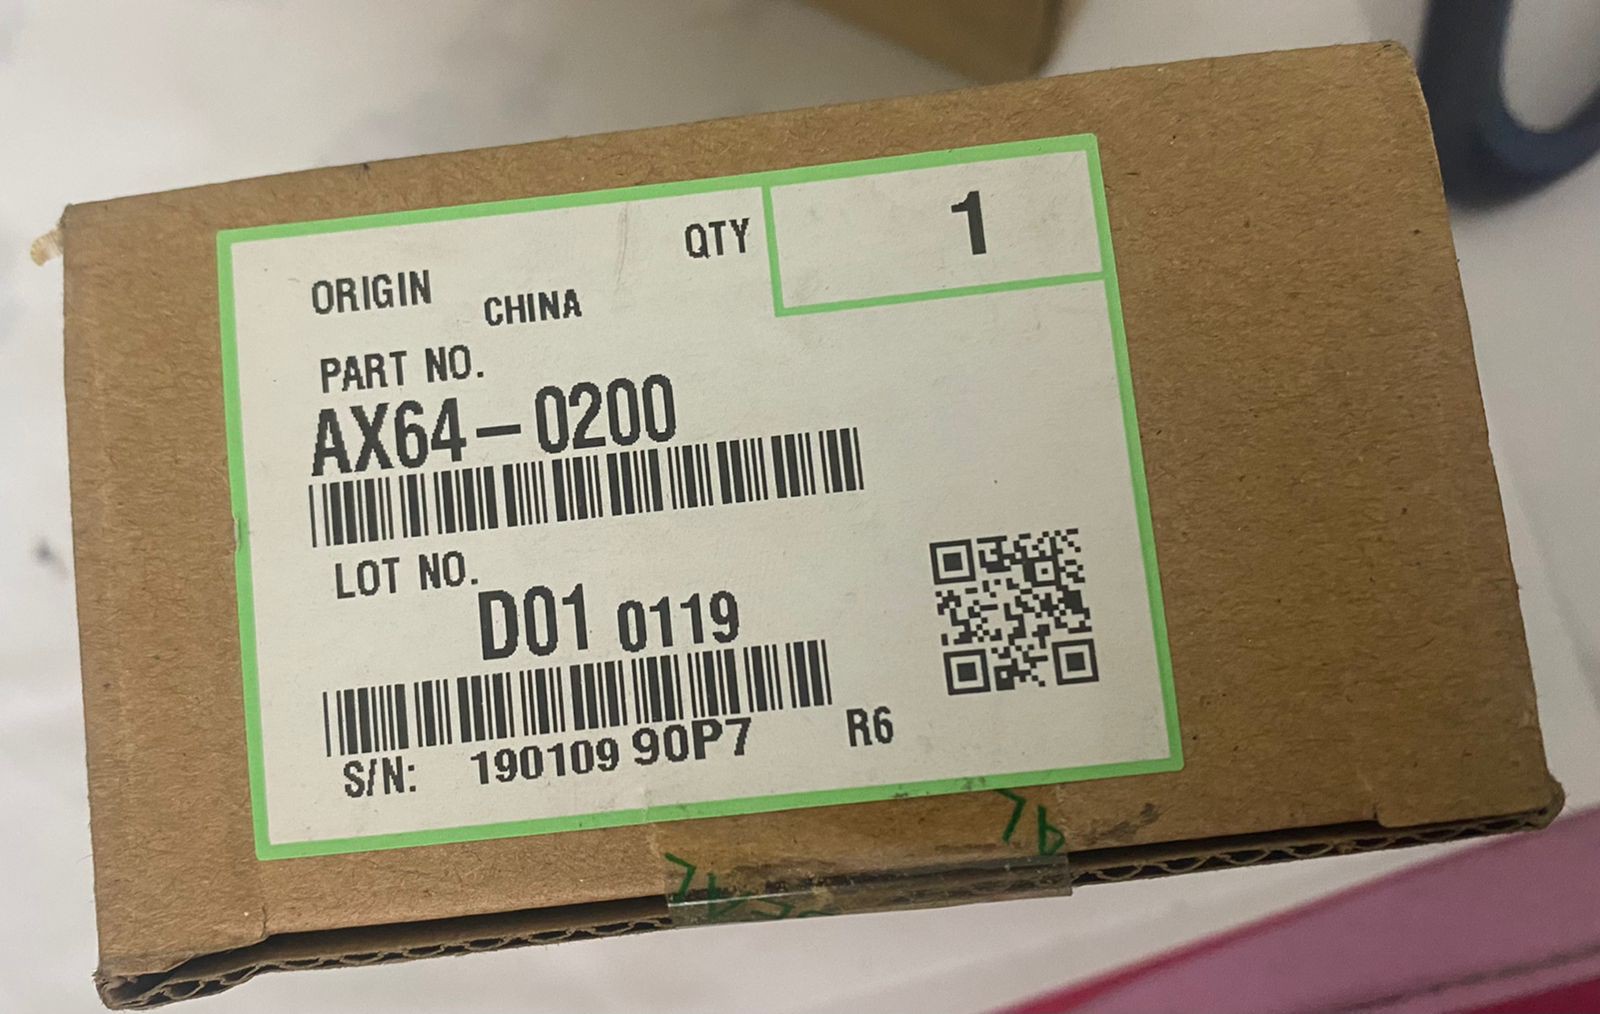 QTY 1
ORIGIN CHINA
PART NO.
AX64-0200
LOT NO.
D01 0119
S/N: 190109 90P7 R6